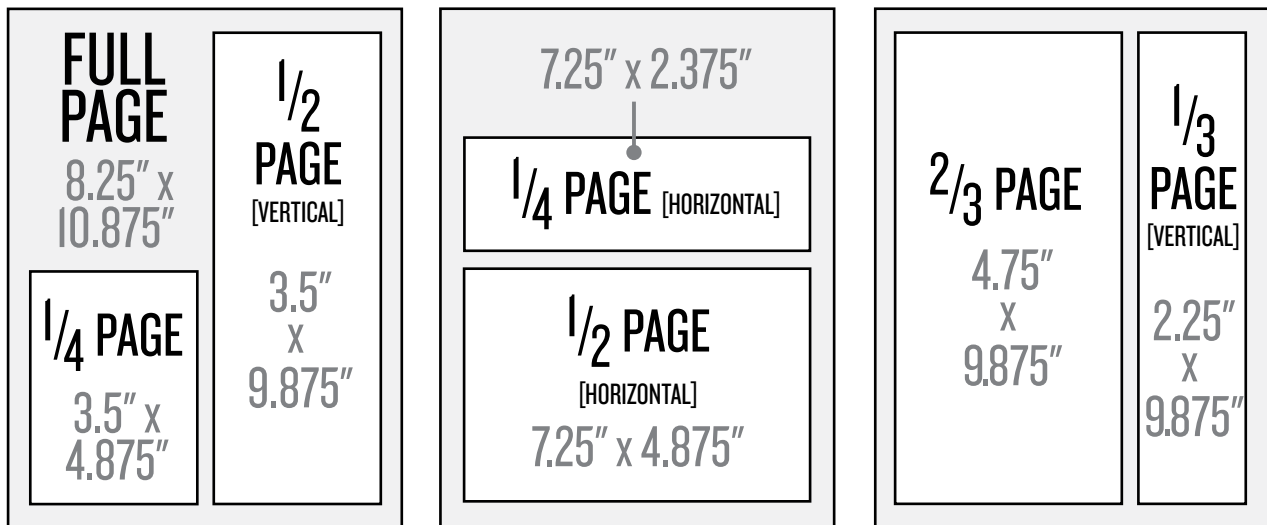 FULL
PAGE
8.25″ x
10.875″
1/4 PAGE
3.5″ x
4.875″
1/2
PAGE
[VERTICAL]
3.5″
x
9.875″
7.25″ x 2.375″
1/4 PAGE [HORIZONTAL]
1/2 PAGE
[HORIZONTAL]
7.25″ x 4.875″
2/3 PAGE
4.75″
x
9.875″
1/3
PAGE
[VERTICAL]
2.25″
x
9.875″